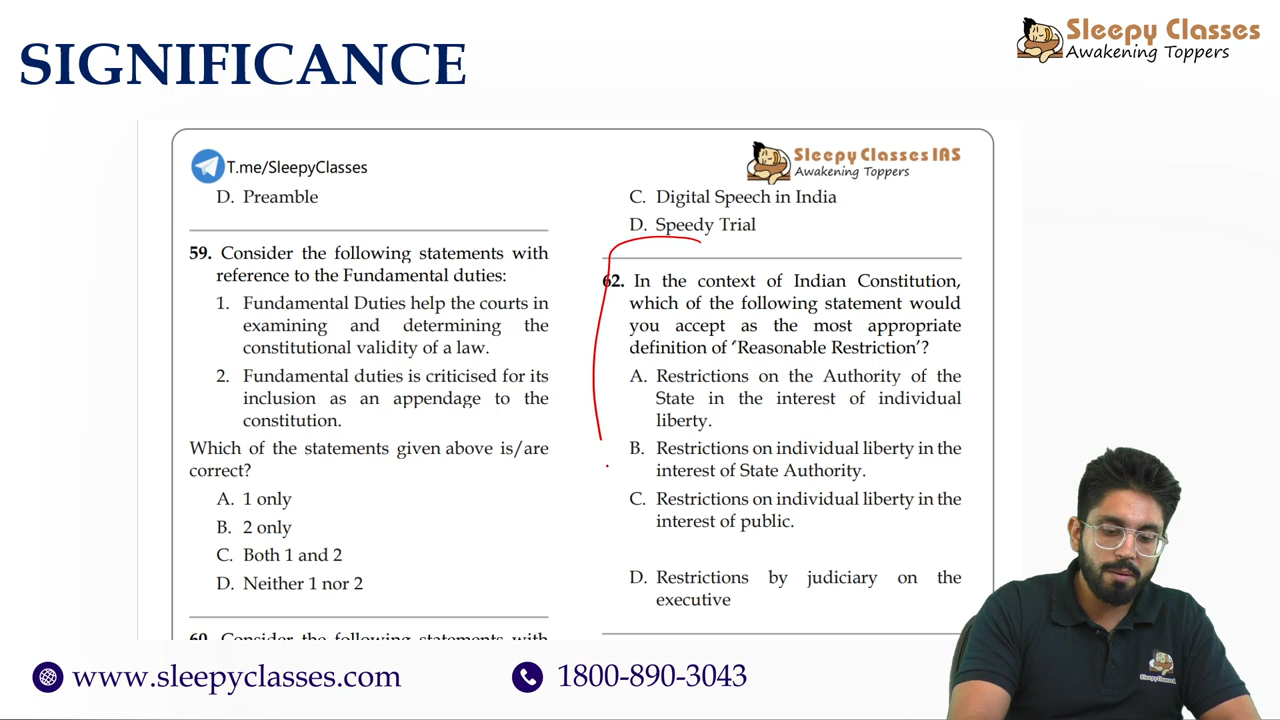 SIGNIFICANCE
Sleepy Classes
Awakening Toppers
T.me/SleepyClasses
Sleepy Classes IAS
Awakening Toppers
D. Preamble
59. Consider the following statements with
reference to the Fundamental duties:
1. Fundamental Duties help the courts in
examining and determining the
constitutional validity of a law.
2. Fundamental duties is criticised for its
inclusion as an appendage to the
constitution.
Which of the statements given above is/are
correct?
A. 1 only
B. 2 only
C. Both 1 and 2
D. Neither 1 nor 2
60. Consider the following statements with
C. Digital Speech in India
D. Speedy Trial
62. In the context of Indian Constitution,
which of the following statement would
you accept as the most appropriate
definition of ‘Reasonable Restriction’?
A. Restrictions on the Authority of the
State in the interest of individual
liberty.
B. Restrictions on individual liberty in the
interest of State Authority.
C. Restrictions on individual liberty in the
interest of public.
D. Restrictions by judiciary on the
executive
www.sleepyclasses.com
1800-890-3043